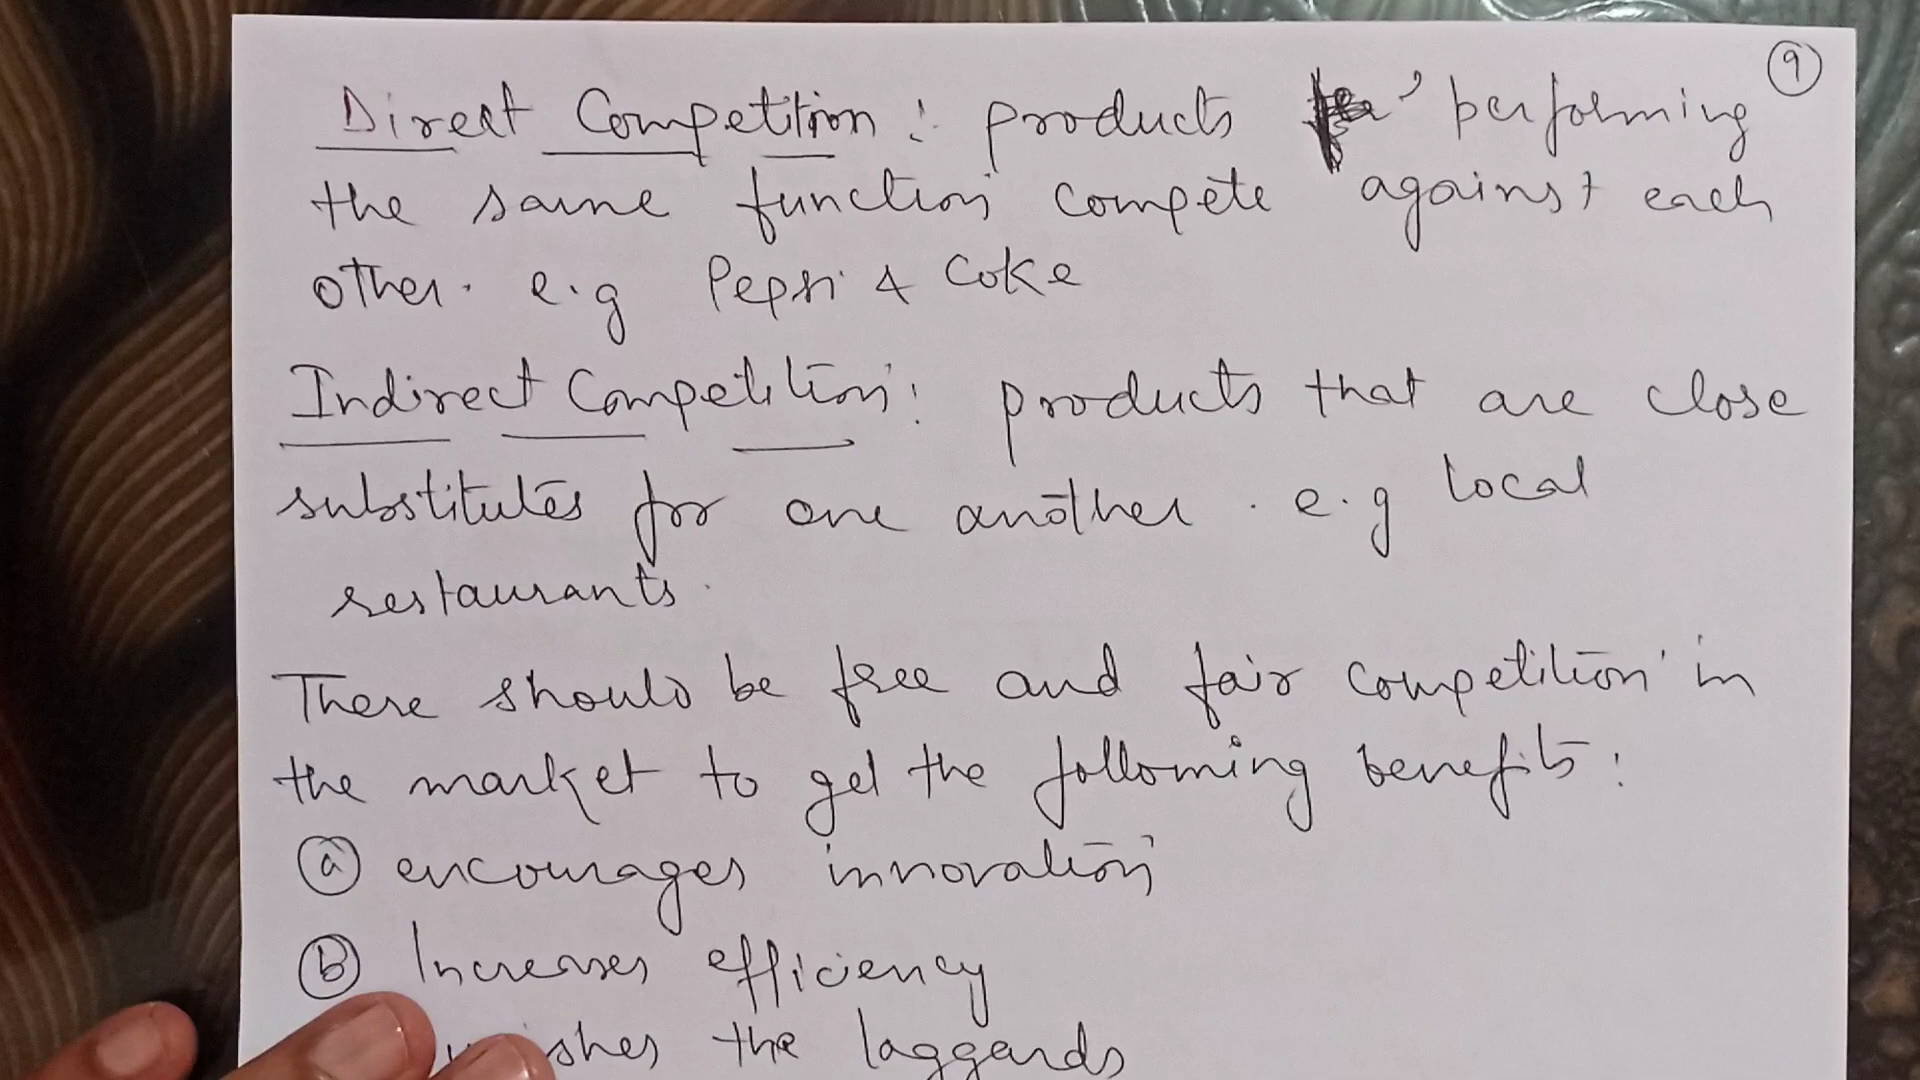 9
Direct Competition: products performing
the same function compete against each
other. e.g Pepsi & Coke
Indirect Competition: products that are close
substitutes for one another. e.g local
restaurants.
There should be free and fair competition in
the market to get the following benefits:
a encourages innovation
b Increases efficiency
the laggards